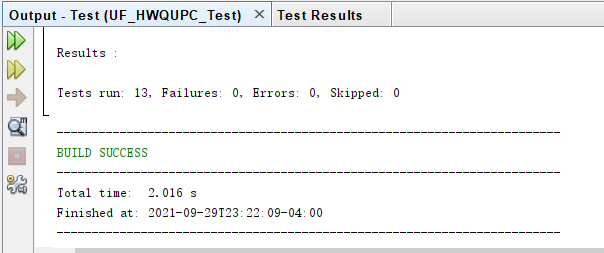 Output - Test (UF_HWQUPC_Test) × Test Results
Results :
Tests run: 13, Failures: 0, Errors: 0, Skipped: 0
------------------------------------------------------------------------
BUILD SUCCESS
------------------------------------------------------------------------
Total time:  2.016 s
Finished at: 2021-09-29T23:22:09-04:00
------------------------------------------------------------------------